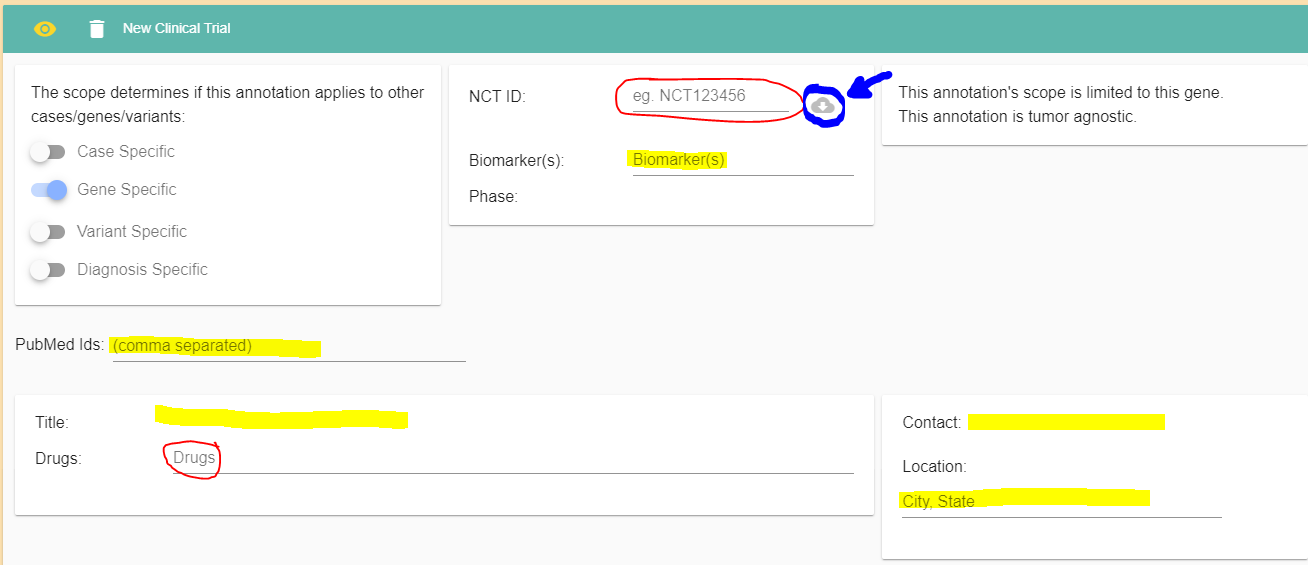 New Clinical Trial
The scope determines if this annotation applies to other
cases/genes/variants:
Case Specific
Gene Specific
Variant Specific
Diagnosis Specific
NCT ID: eg. NCT123456
Biomarker(s): Biomarker(s)
Phase:
This annotation's scope is limited to this gene.
This annotation is tumor agnostic.
PubMed Ids: (comma separated)
Title:
Drugs: Drugs
Contact:
Location:
City, State